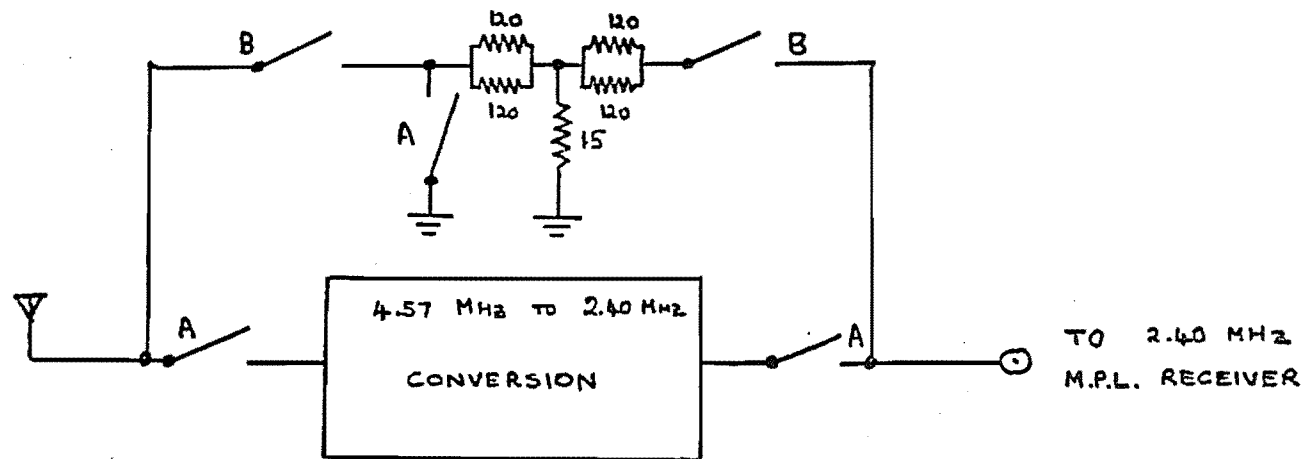 120 120
B B
120 120
A 15
4.57 MHz TO 2.40 MHz
A A
CONVERSION
TO 2.40 MHz
M.P.L. RECEIVER